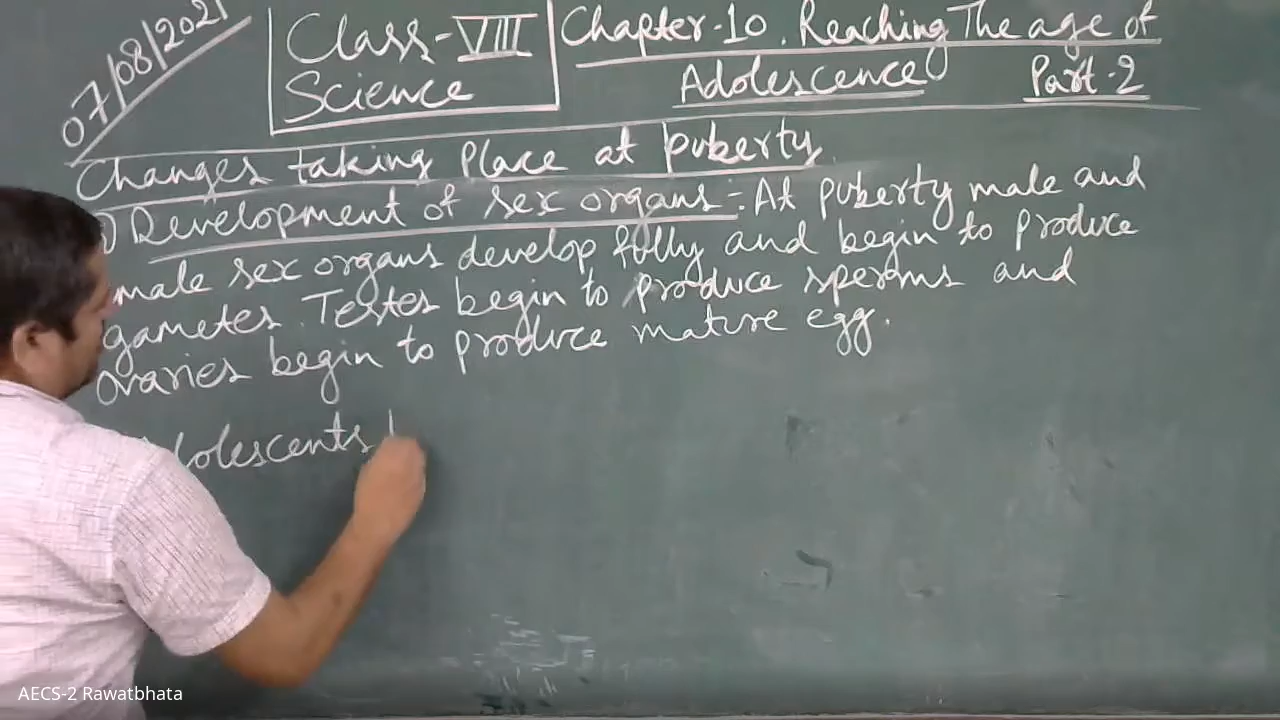 07/08/2021
Class-VIII
Science
Chapter-10. Reaching The age of
Adolescence
Part-2
Changes taking Place at puberty
Development of sex organs:- At puberty male and
male sex organs develop fully and begin to produce
gametes. Testes begin to produce sperms and
ovaries begin to produce mature egg.
dolescents
AECS-2 Rawatbhata